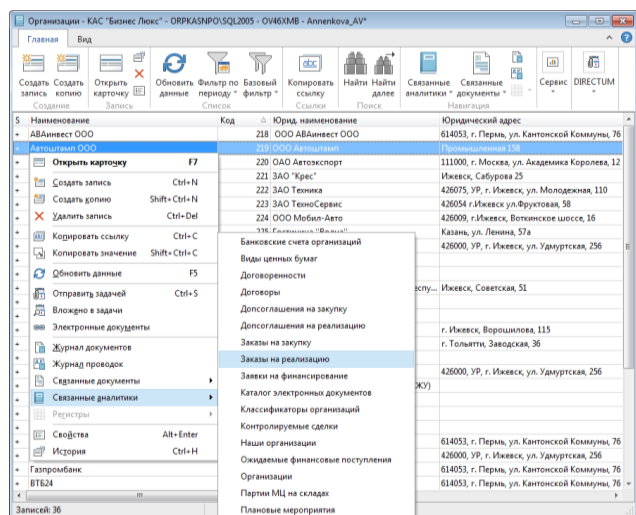 Организации - КАС "Бизнес Люкс" - ORPKASNPO\SQL2005 - OV46XMB - Annenkova_AV*
Главная Вид
Создать запись Создать копию Открыть карточку Обновить данные Фильтр по периоду Базовый фильтр Копировать ссылку Найти Найти далее Связанные аналитики Связанные документы Сервис DIRECTUM
Создание Запись Список Ссылки Поиск Навигация
S Наименование Код Юрид. наименование Юридический адрес
АВАинвест ООО 218 ООО АВАинвест ООО 614053, г. Пермь, ул. Кантонской Коммуны, 76
Автоштамп ООО 219 ООО Автоштамп Промышленная 158
Открыть карточку F7 220 ОАО Автоэкспорт 111000, г. Москва, ул. Академика Королева, 12
221 ЗАО "Крес" Ижевск, Сабурова 25
Создать запись Ctrl+N 222 ЗАО Техника 426075, УР, г. Ижевск, ул. Молодежная, 110
Создать копию Shift+Ctrl+N 223 ЗАО ТехноСервис 426054 г.Ижевск ул.Фруктовая, 58
Удалить запись Ctrl+Del 224 ООО Мобил-Авто 426009, г.Ижевск, Воткинское шоссе, 16
225 Гостиница "Волна" Казань, ул. Ленина, 57а
Копировать ссылку Ctrl+C Банковские счета организаций 426000, УР, г. Ижевск, ул. Удмуртская, 256
Копировать значение Shift+Ctrl+C Виды ценных бумаг
Обновить данные F5 Договоренности
Отправить задачей Ctrl+S Договоры еспу... Ижевск, Советская, 51
Вложено в задачи Допсоглашения на закупку
Электронные документы Допсоглашения на реализацию г. Ижевск, Ворошилова, 115
Журнал документов Заказы на закупку г. Тольятти, Заводская, 36
Журнал проводок Заказы на реализацию
Связанные документы Заявки на финансирование 426000, УР, г. Ижевск, ул. Удмуртская, 256
Связанные аналитики Каталог электронных документов ЖУ)
Регистры Классификаторы организаций
Контролируемые сделки
Свойства Alt+Enter Наши организации 614053, г. Пермь, ул. Кантонской Коммуны, 76
История Ctrl+H Ожидаемые финансовые поступления 426000, УР, г. Ижевск, ул. Удмуртская, 256
Газпромбанк Организации 614053, г. Пермь, ул. Кантонской Коммуны, 76
ВТБ24 Партии МЦ на складах 614053, г. Пермь, ул. Кантонской Коммуны, 76
Плановые мероприятия
Записей: 36